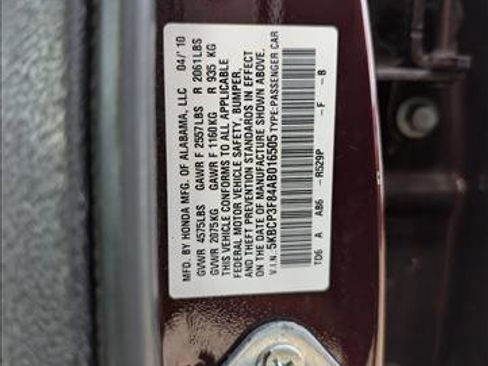 MFD. BY HONDA MFG. OF ALABAMA, LLC 04/'10
GVWR 4575LBS GAWR F 2557LBS R 2061LBS
GVWR 2075KG GAWR F 1160KG R 935 KG
THIS VEHICLE CONFORMS TO ALL APPLICABLE
FEDERAL MOTOR VEHICLE SAFETY, BUMPER,
AND THEFT PREVENTION STANDARDS IN EFFECT
ON THE DATE OF MANUFACTURE SHOWN ABOVE.
V.I.N.:5KBCP3F84AB016505 TYPE:PASSENGER CAR
TD6 A AB6 -R529P -F -B